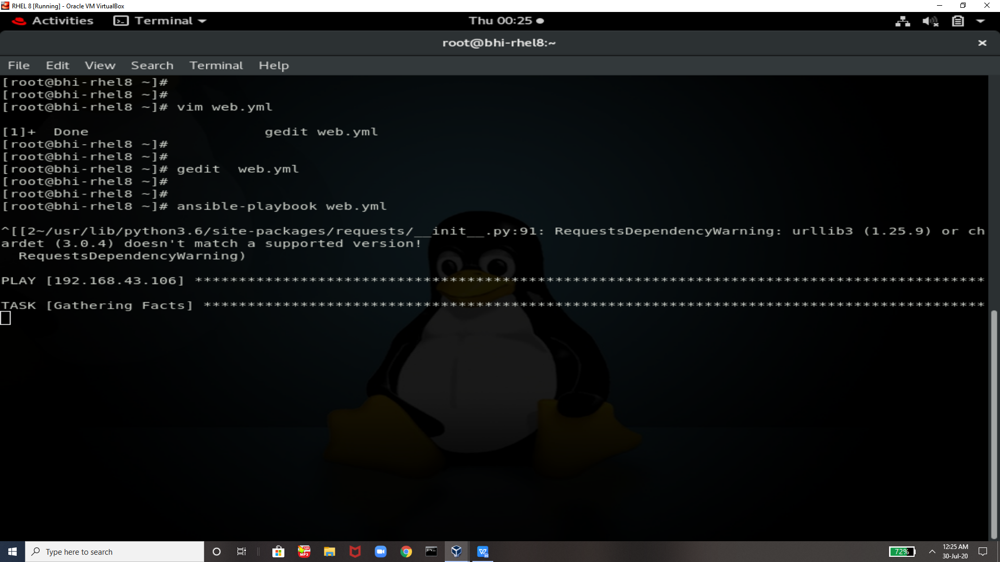 RHEL 8 [Running] - Oracle VM VirtualBox
Activities Terminal Thu 00:25
root@bhi-rhel8:~
File Edit View Search Terminal Help
[root@bhi-rhel8 ~]#
[root@bhi-rhel8 ~]#
[root@bhi-rhel8 ~]# vim web.yml
[1]+  Done                    gedit web.yml
[root@bhi-rhel8 ~]#
[root@bhi-rhel8 ~]#
[root@bhi-rhel8 ~]# gedit  web.yml
[root@bhi-rhel8 ~]#
[root@bhi-rhel8 ~]#
[root@bhi-rhel8 ~]# ansible-playbook web.yml
^[[2~/usr/lib/python3.6/site-packages/requests/__init__.py:91: RequestsDependencyWarning: urllib3 (1.25.9) or ch
ardet (3.0.4) doesn't match a supported version!
  RequestsDependencyWarning)
PLAY [192.168.43.106] ******************************************************************************************
TASK [Gathering Facts] *****************************************************************************************
Type here to search
MP3
72%
12:25 AM
30-Jul-20